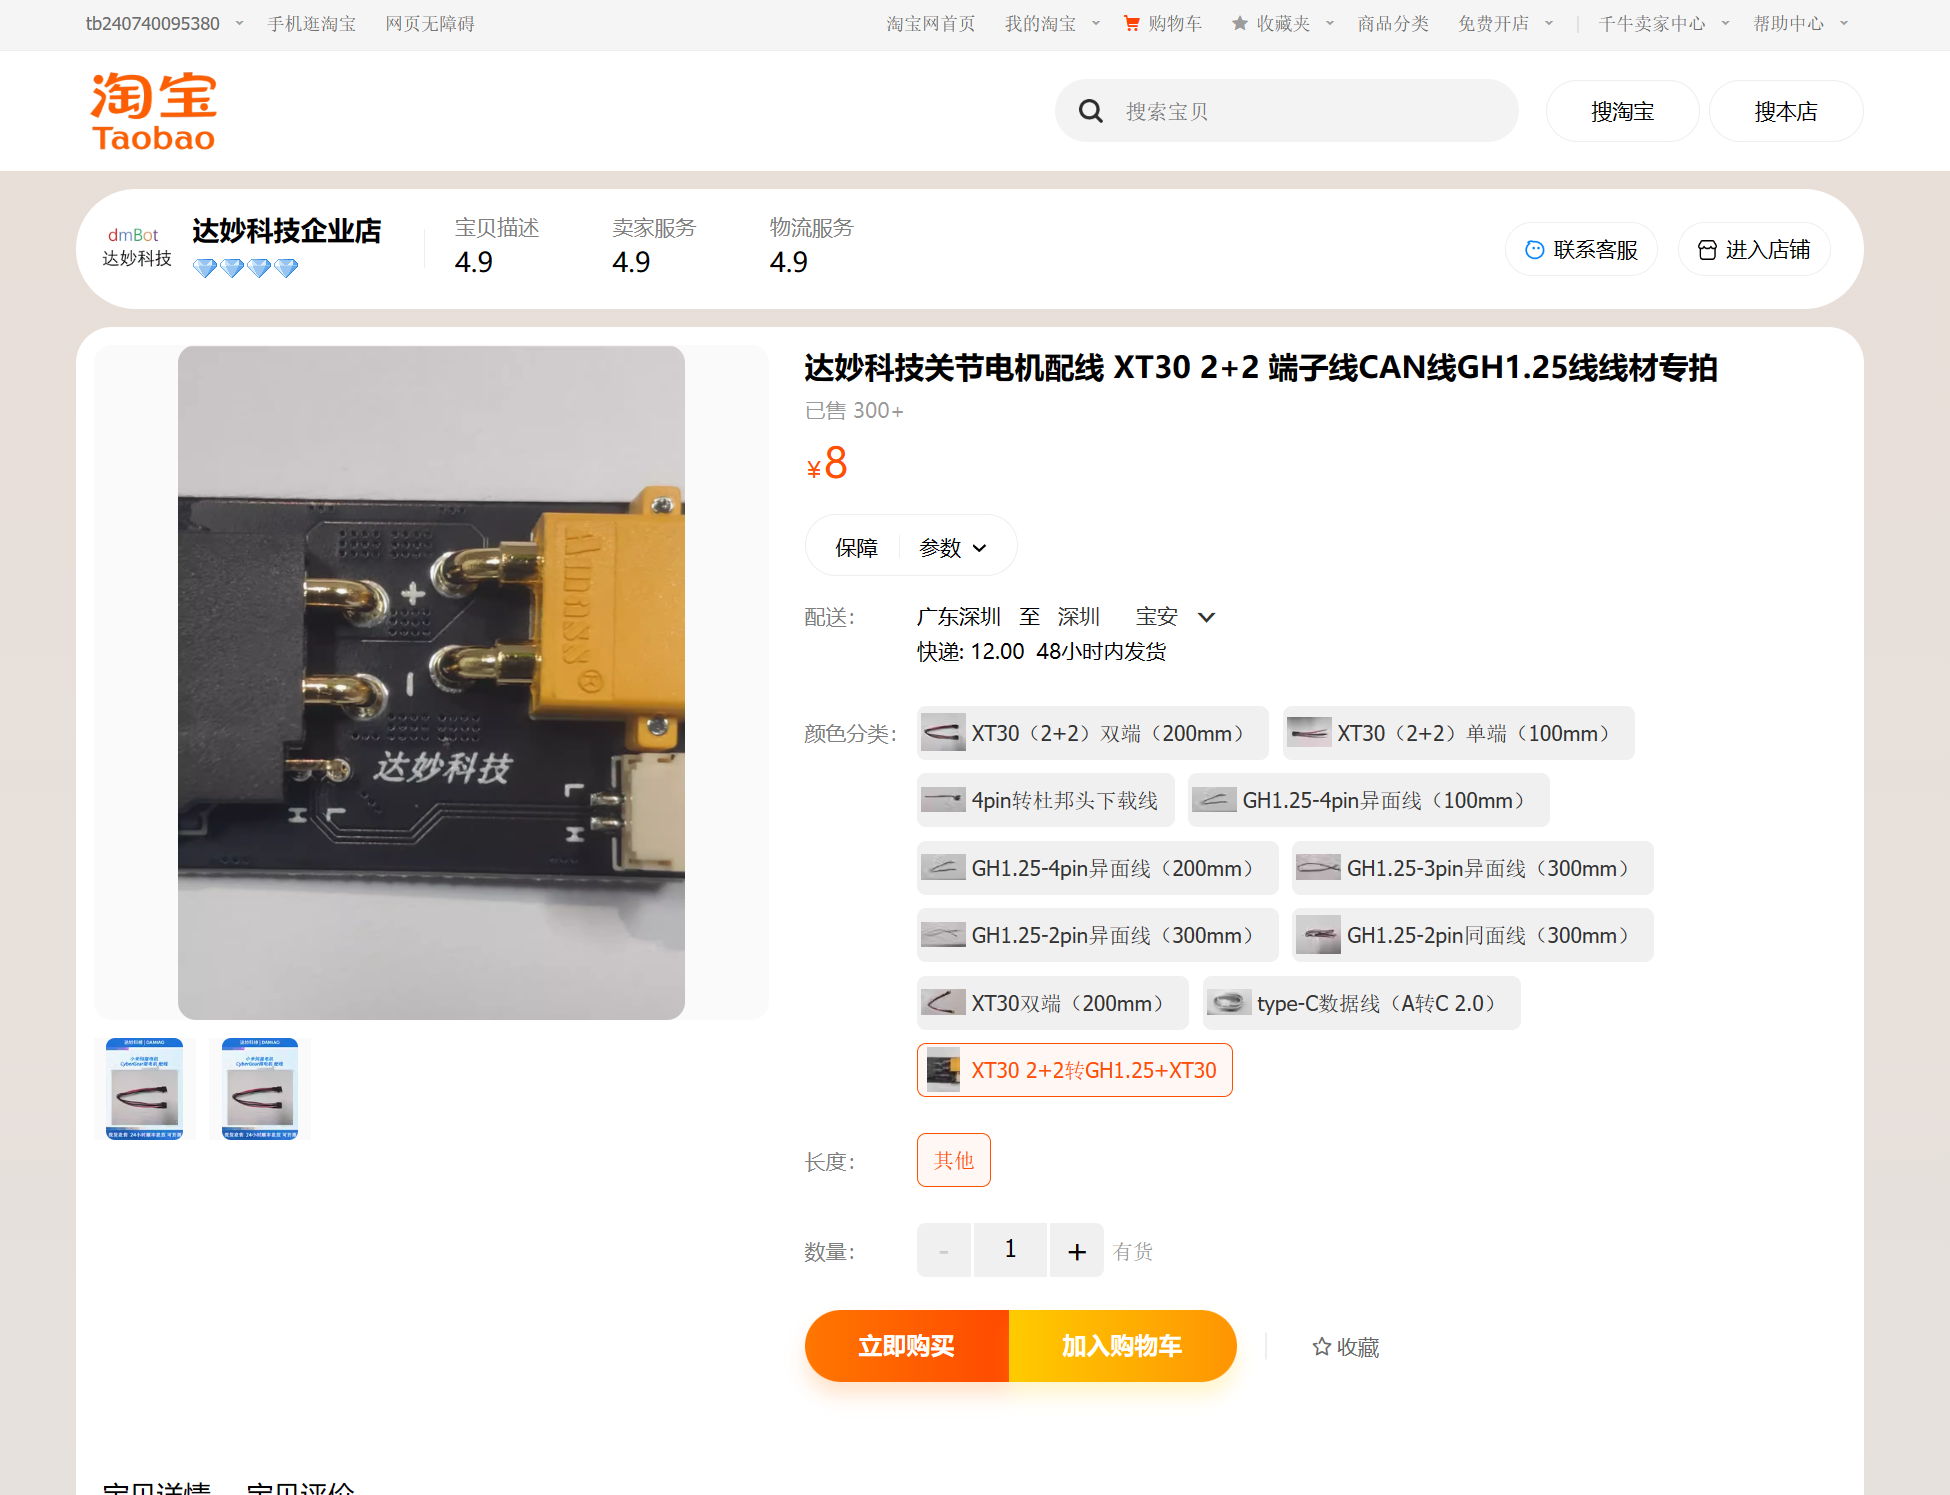 tb240740095380 手机逛淘宝 网页无障碍 淘宝网首页 我的淘宝 购物车 收藏夹 商品分类 免费开店 千牛卖家中心 帮助中心
淘宝
Taobao
搜索宝贝 搜淘宝 搜本店
dmBot
达妙科技
达妙科技企业店
宝贝描述 卖家服务 物流服务
4.9 4.9 4.9
联系客服 进入店铺
达妙科技关节电机配线 XT30 2+2 端子线CAN线GH1.25线线材专拍
已售 300+
¥8
保障 参数
配送: 广东深圳 至 深圳 宝安
快递: 12.00 48小时内发货
颜色分类: XT30（2+2）双端（200mm） XT30（2+2）单端（100mm）
4pin转杜邦头下载线 GH1.25-4pin异面线（100mm）
GH1.25-4pin异面线（200mm） GH1.25-3pin异面线（300mm）
GH1.25-2pin异面线（300mm） GH1.25-2pin同面线（300mm）
XT30双端（200mm） type-C数据线（A转C 2.0）
XT30 2+2转GH1.25+XT30
长度: 其他
数量: - 1 + 有货
立即购买 加入购物车 收藏
Amass®
+
-
达妙科技
H L
L
H
宝贝详情 宝贝评价